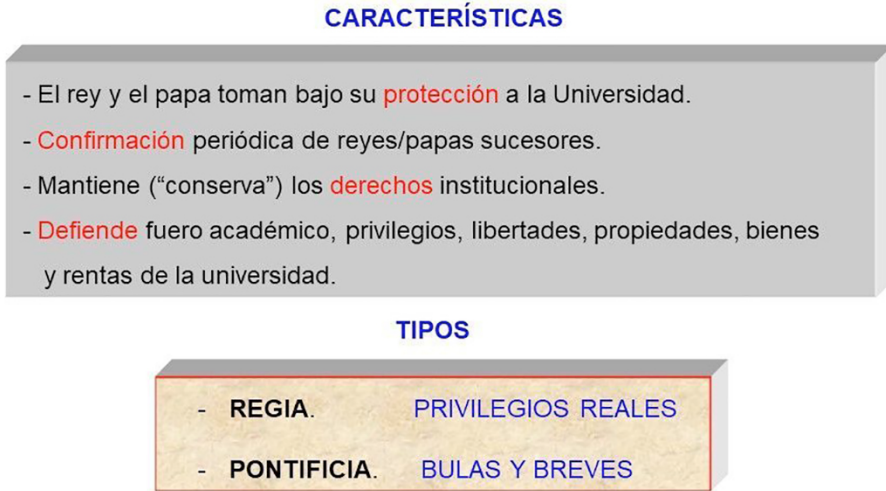 CARACTERÍSTICAS
- El rey y el papa toman bajo su protección a la Universidad.
- Confirmación periódica de reyes/papas sucesores.
- Mantiene (“conserva”) los derechos institucionales.
- Defiende fuero académico, privilegios, libertades, propiedades, bienes
y rentas de la universidad.
TIPOS
- REGIA. PRIVILEGIOS REALES
- PONTIFICIA. BULAS Y BREVES